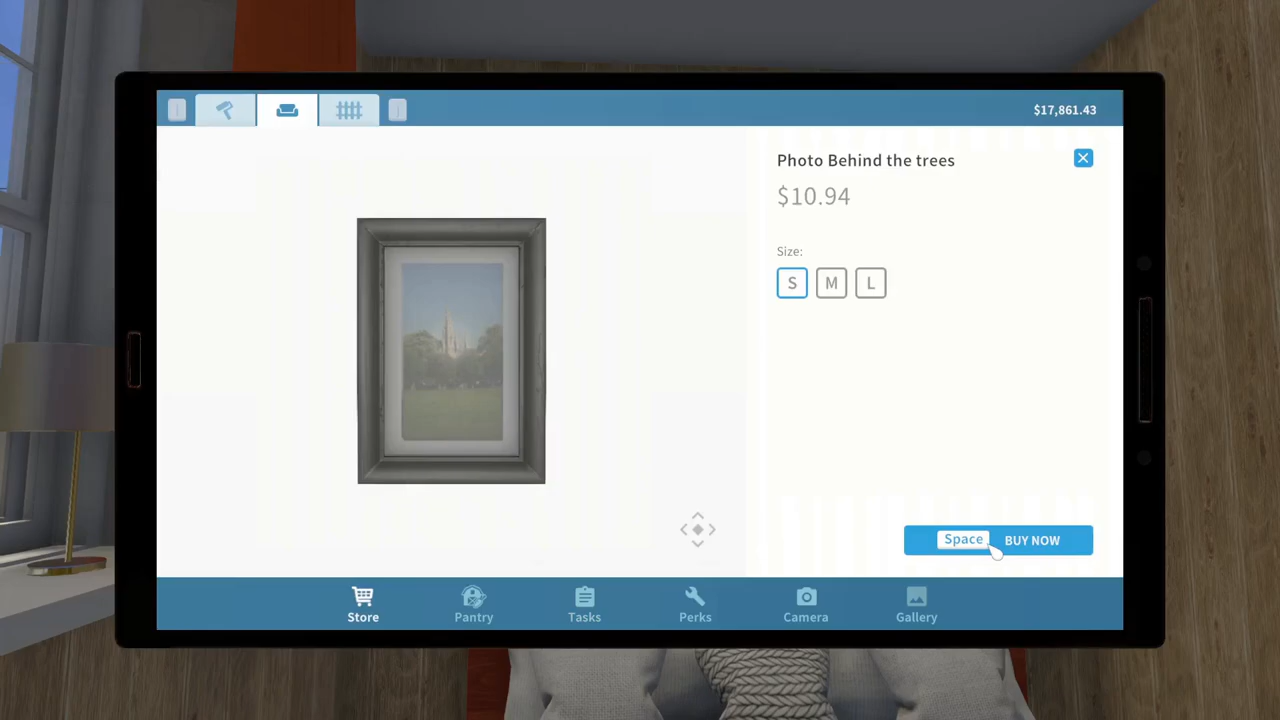 $17,861.43
Photo Behind the trees
$10.94
Size:
S M L
Space BUY NOW
Store Pantry Tasks Perks Camera Gallery